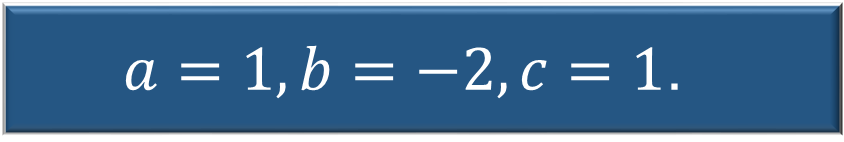 a = 1, b = −2, c = 1.